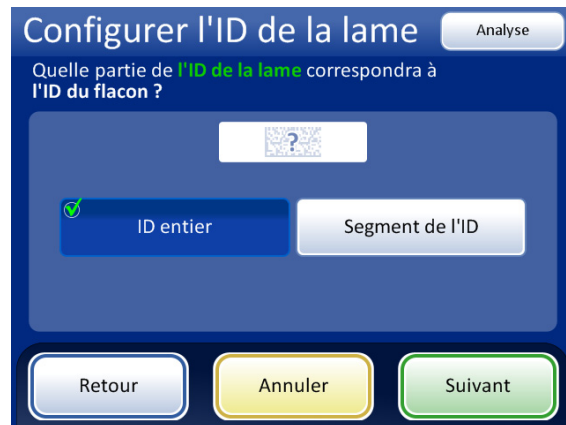 Configurer l'ID de la lame
Analyse
Quelle partie de l'ID de la lame correspondra à
l'ID du flacon ?
?
ID entier
Segment de l'ID
Retour
Annuler
Suivant